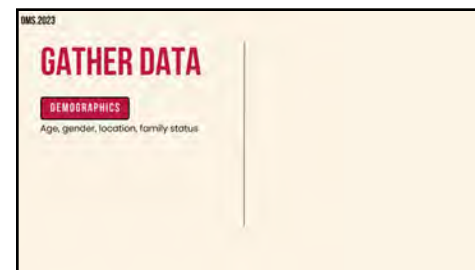 DMS.2023
GATHER DATA
DEMOGRAPHICS
Age, gender, location, family status